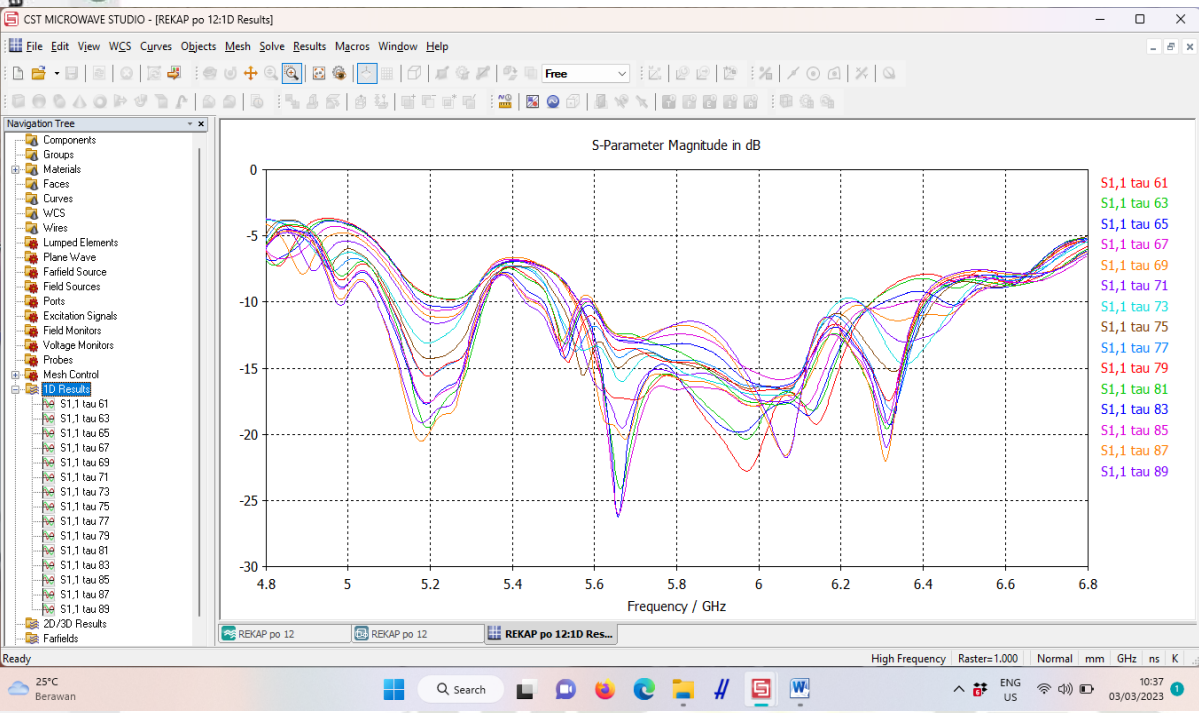 CST MICROWAVE STUDIO - [REKAP po 12:1D Results]
File Edit View WCS Curves Objects Mesh Solve Results Macros Window Help
Free
Navigation Tree
Components
Groups
Materials
Faces
Curves
WCS
Wires
Lumped Elements
Plane Wave
Farfield Source
Field Sources
Ports
Excitation Signals
Field Monitors
Voltage Monitors
Probes
Mesh Control
1D Results
S1,1 tau 61
S1,1 tau 63
S1,1 tau 65
S1,1 tau 67
S1,1 tau 69
S1,1 tau 71
S1,1 tau 73
S1,1 tau 75
S1,1 tau 77
S1,1 tau 79
S1,1 tau 81
S1,1 tau 83
S1,1 tau 85
S1,1 tau 87
S1,1 tau 89
2D/3D Results
Farfields
S-Parameter Magnitude in dB
0
-5
-10
-15
-20
-25
-30
4.8 5 5.2 5.4 5.6 5.8 6 6.2 6.4 6.6 6.8
Frequency / GHz
S1,1 tau 61
S1,1 tau 63
S1,1 tau 65
S1,1 tau 67
S1,1 tau 69
S1,1 tau 71
S1,1 tau 73
S1,1 tau 75
S1,1 tau 77
S1,1 tau 79
S1,1 tau 81
S1,1 tau 83
S1,1 tau 85
S1,1 tau 87
S1,1 tau 89
REKAP po 12 REKAP po 12 REKAP po 12:1D Res...
Ready High Frequency Raster=1.000 Normal mm GHz ns K
25°C
Berawan
Search
ENG
US
10:37
03/03/2023
1